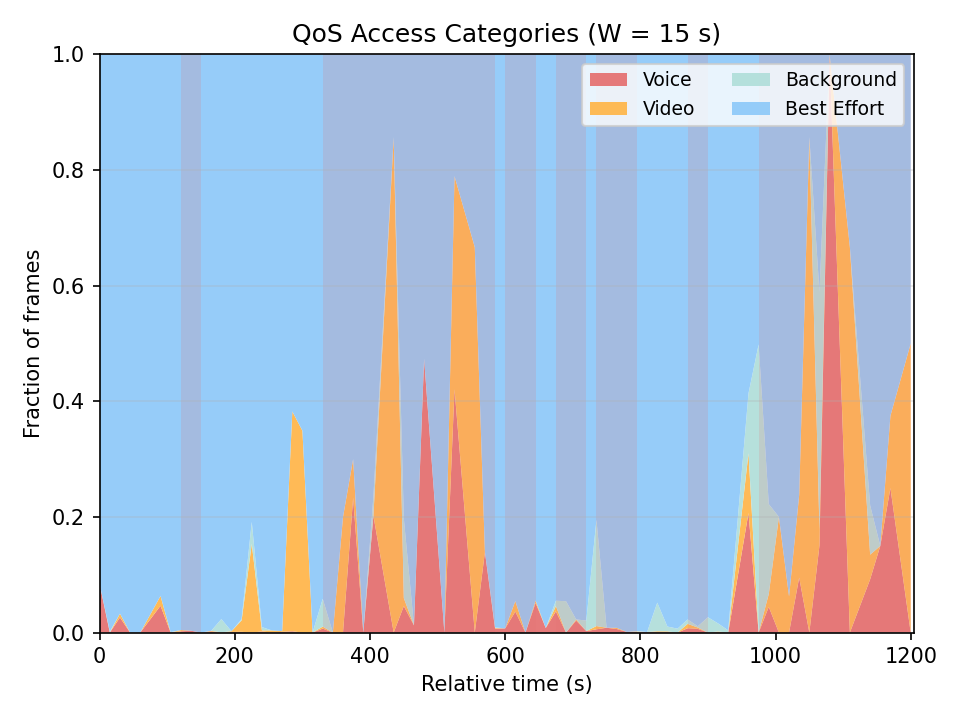 QoS Access Categories (W = 15 s)
Voice
Video
Background
Best Effort
Fraction of frames
1.0
0.8
0.6
0.4
0.2
0.0
0 200 400 600 800 1000 1200
Relative time (s)